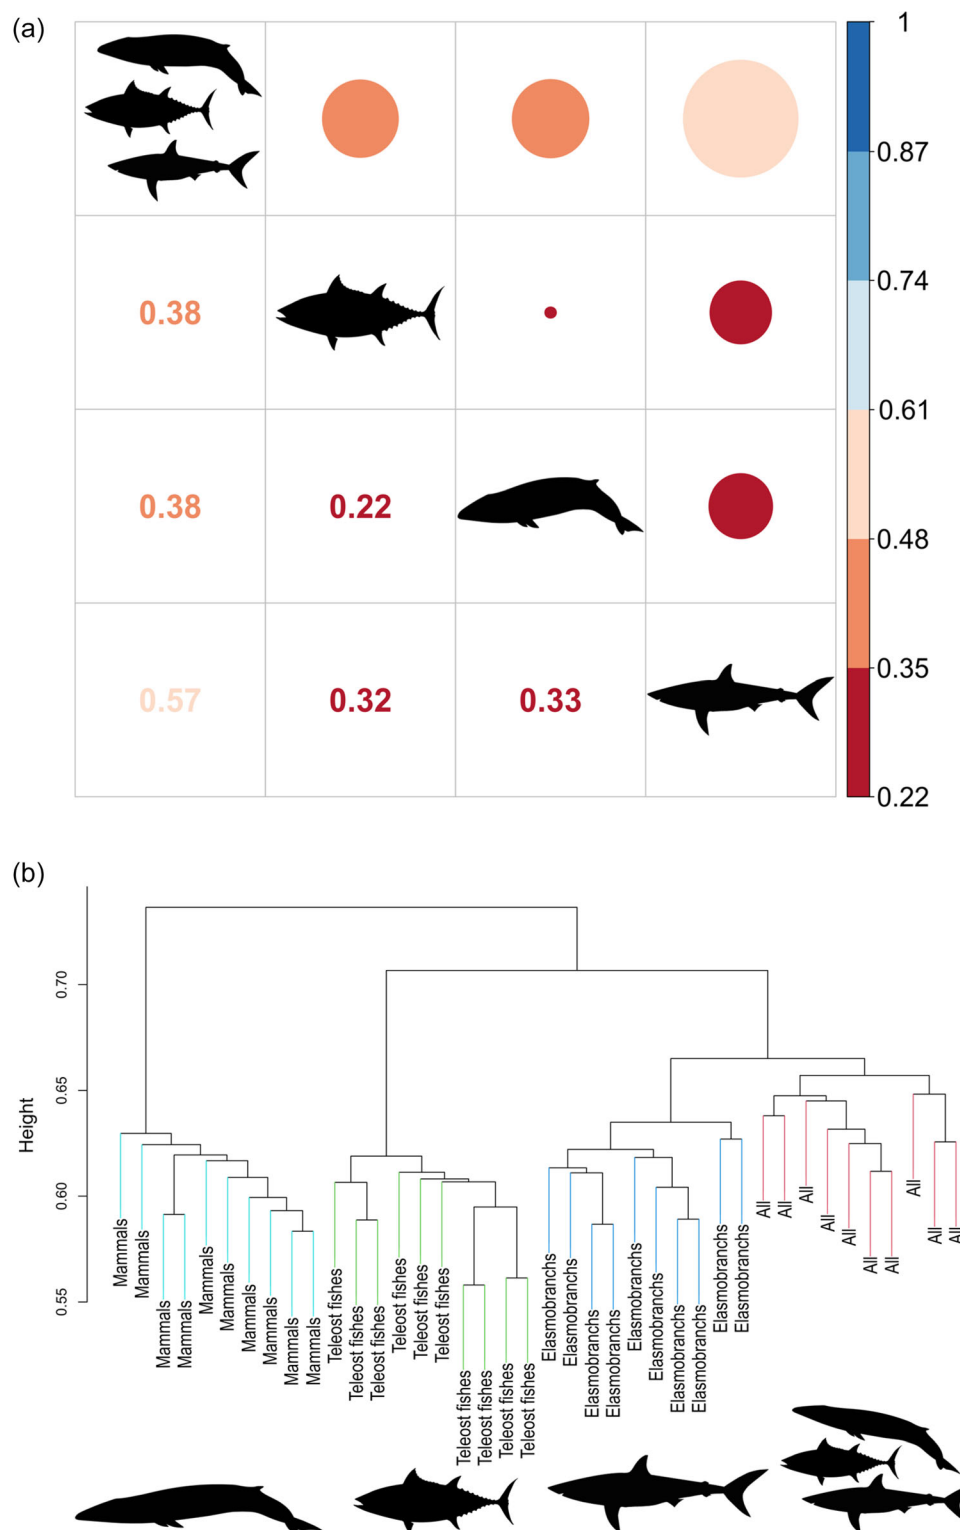 (a)
1
0.87
0.38
0.74
0.61
0.38
0.22
0.48
0.35
0.57
0.32
0.33
0.22
(b)
Height
0.70
0.65
0.60
0.55
Mammals
Mammals
Mammals
Mammals
Mammals
Mammals
Mammals
Mammals
Mammals
Mammals
Teleost fishes
Teleost fishes
Teleost fishes
Teleost fishes
Teleost fishes
Teleost fishes
Teleost fishes
Teleost fishes
Teleost fishes
Teleost fishes
Elasmobranchs
Elasmobranchs
Elasmobranchs
Elasmobranchs
Elasmobranchs
Elasmobranchs
Elasmobranchs
Elasmobranchs
Elasmobranchs
Elasmobranchs
All
All
All
All
All
All
All
All
All
All